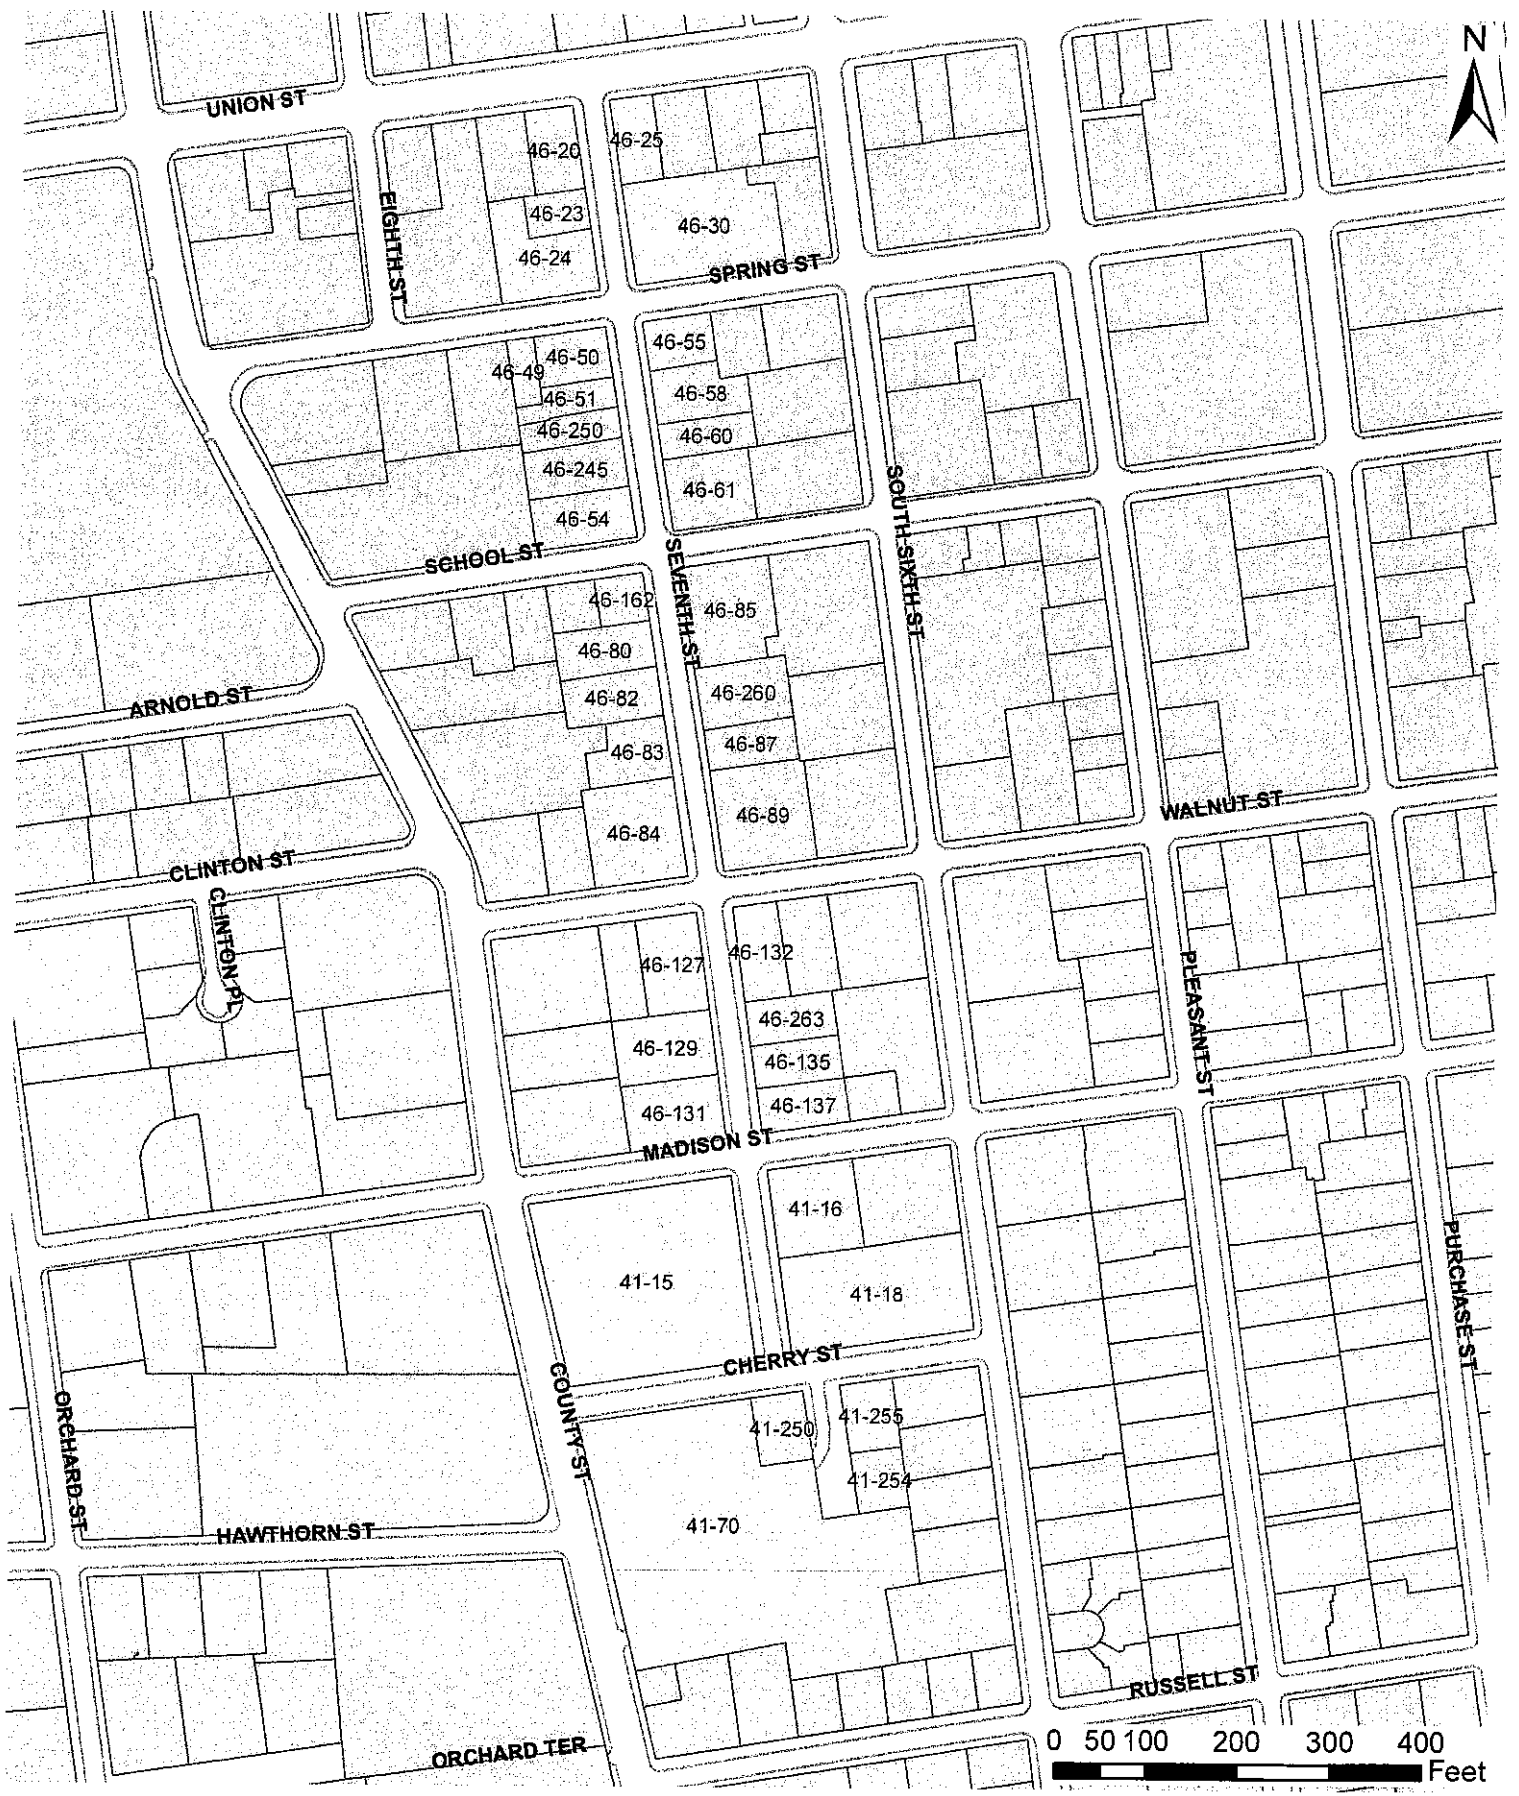 N
UNION ST
46-20
46-25
EIGHTH ST
46-23
46-30
46-24
SPRING ST
46-55
46-50
46-49
46-51
46-58
46-250
46-60
46-245
46-61
46-54
SOUTH SIXTH ST
SCHOOL ST
SEVENTH ST
46-162
46-85
46-80
46-260
46-82
ARNOLD ST
46-87
46-83
WALNUT ST
46-89
46-84
CLINTON ST
CLINTON PL
46-132
46-127
PLEASANT ST
46-263
46-129
46-135
46-137
46-131
MADISON ST
41-16
PURCHASE ST
41-15
41-18
CHERRY ST
COUNTY ST
ORCHARD ST
41-255
41-250
41-254
41-70
HAWTHORN ST
RUSSELL ST
ORCHARD TER
0 50 100 200 300 400
Feet